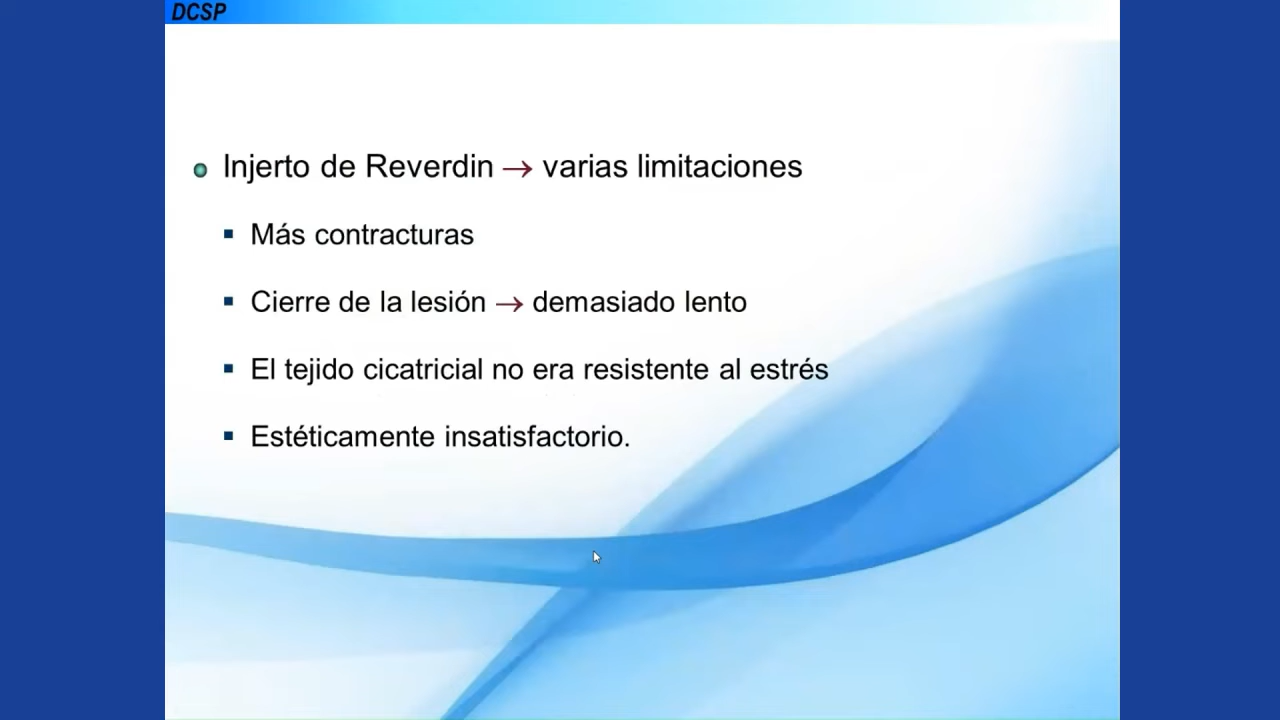 DCSP
Injerto de Reverdin → varias limitaciones
Más contracturas
Cierre de la lesión → demasiado lento
El tejido cicatricial no era resistente al estrés
Estéticamente insatisfactorio.